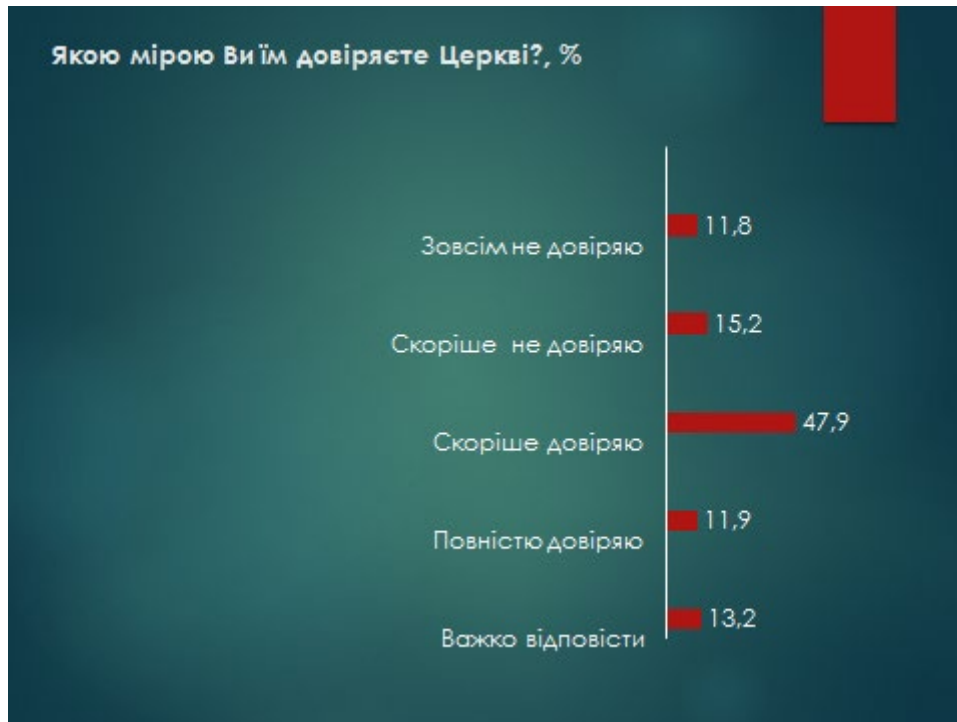 Якою мірою Ви їм довіряєте Церкві?, %
11,8
Зовсім не довіряю
15,2
Скоріше не довіряю
47,9
Скоріше довіряю
11,9
Повністю довіряю
13,2
Важко відповісти